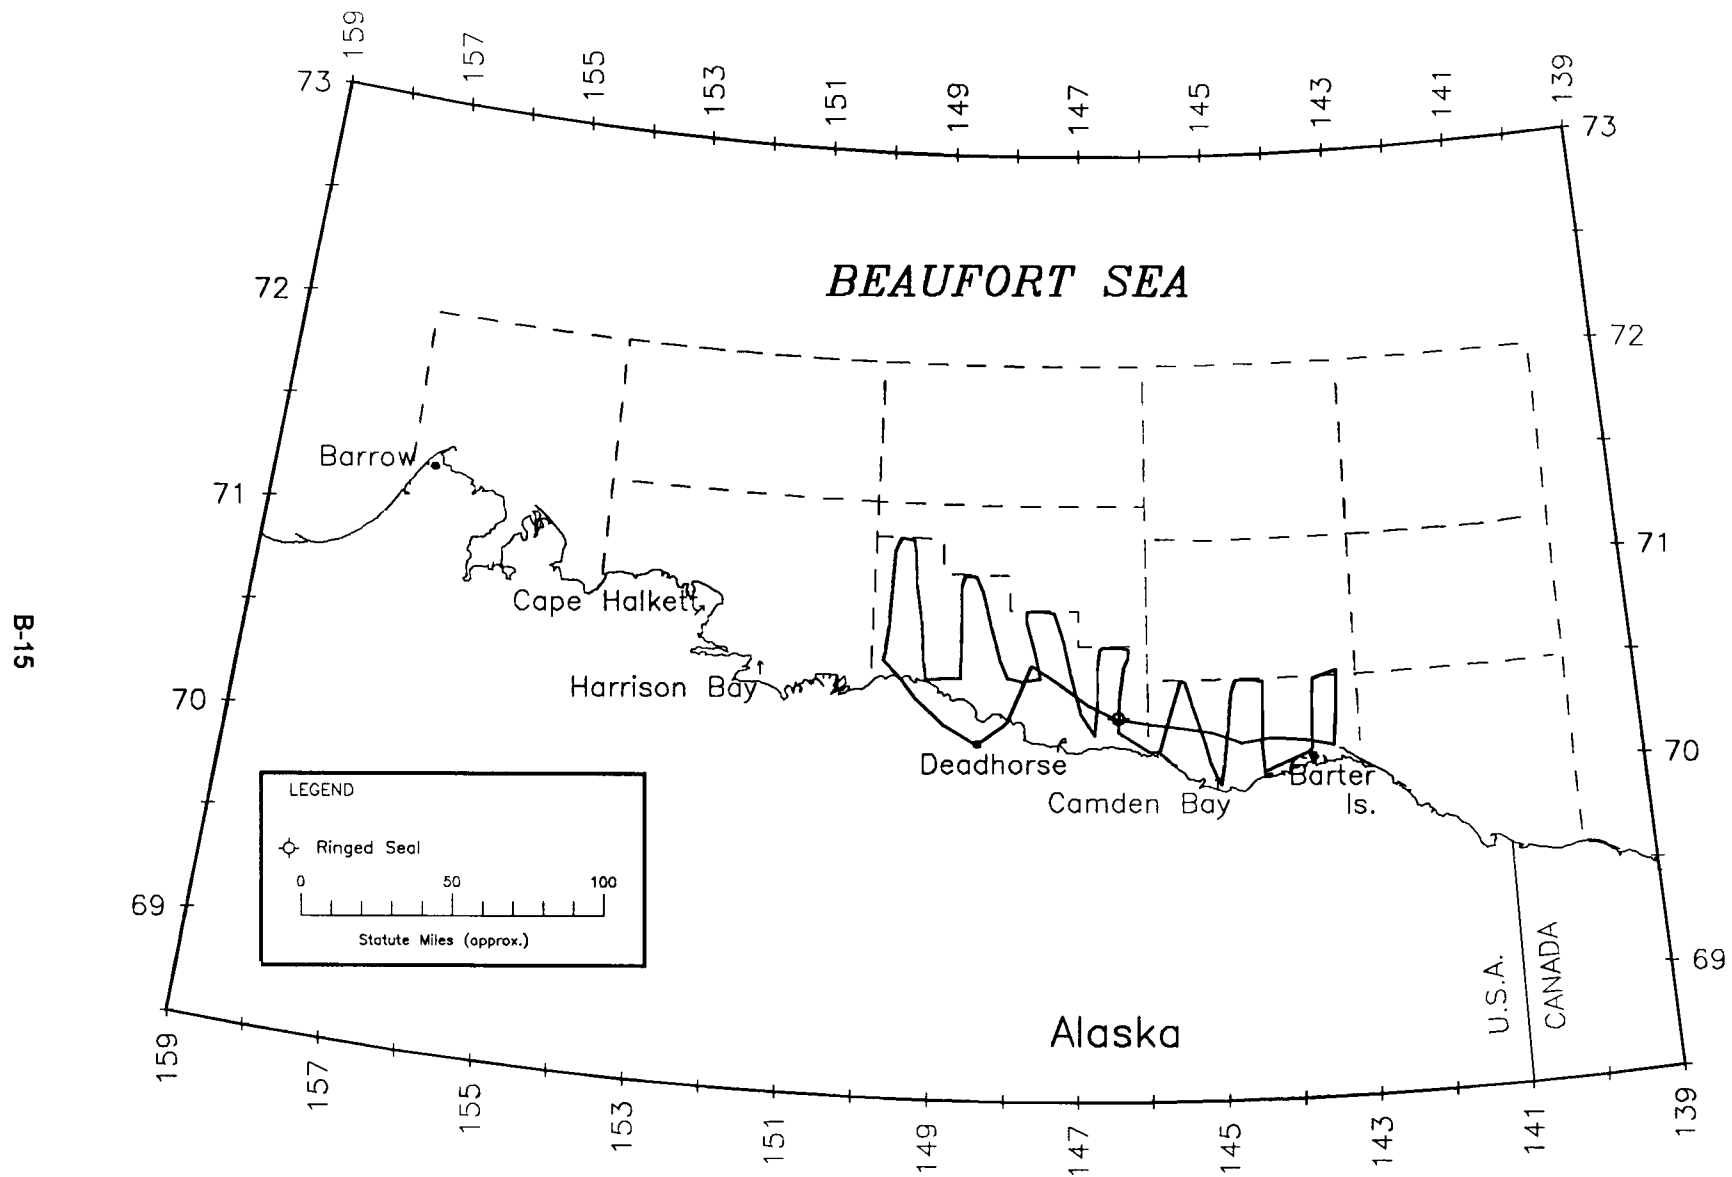 159
157
155
153
151
149
147
145
143
141
139
73
73
BEAUFORT SEA
72
72
Barrow
71
71
Cape Halkett
B-15
Harrison Bay
70
70
Deadhorse
Barter
Is.
Camden Bay
LEGEND
Ringed Seal
0 50 100
Statute Miles (approx.)
69
69
U.S.A.
CANADA
Alaska
159
157
155
153
151
149
147
145
143
141
139